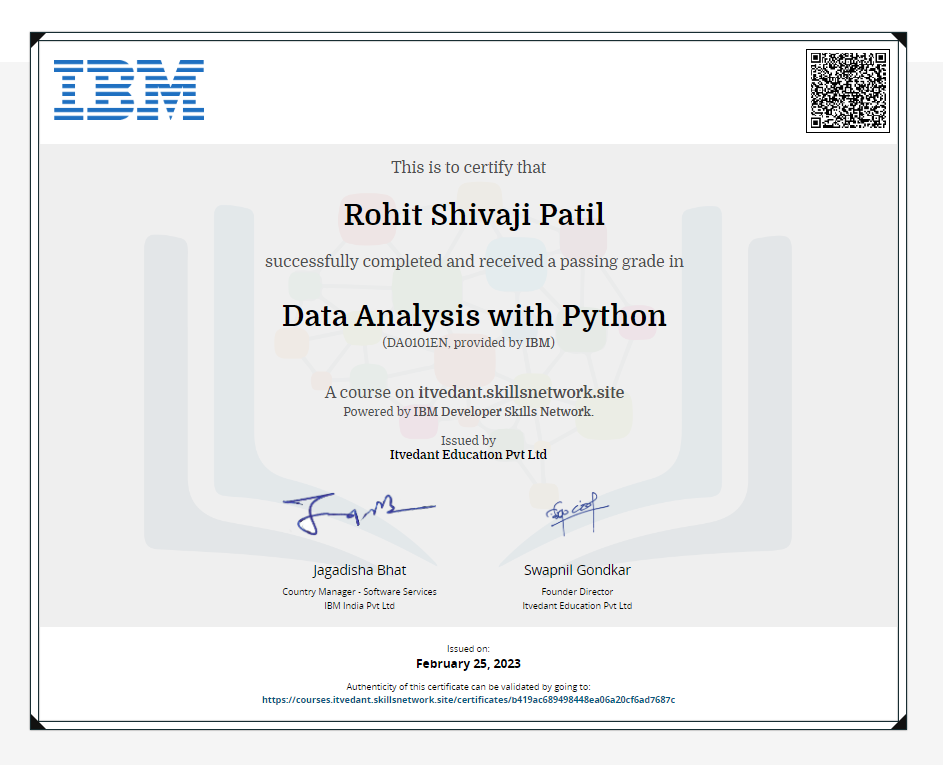 IBM
This is to certify that
Rohit Shivaji Patil
successfully completed and received a passing grade in
Data Analysis with Python
(DA0101EN, provided by IBM)
A course on itvedant.skillsnetwork.site
Powered by IBM Developer Skills Network.
Issued by
Itvedant Education Pvt Ltd
Jagadisha Bhat
Country Manager - Software Services
IBM India Pvt Ltd
Swapnil Gondkar
Founder Director
Itvedant Education Pvt Ltd
Issued on:
February 25, 2023
Authenticity of this certificate can be validated by going to:
https://courses.itvedant.skillsnetwork.site/certificates/b419ac689498448ea06a20cf6ad7687c